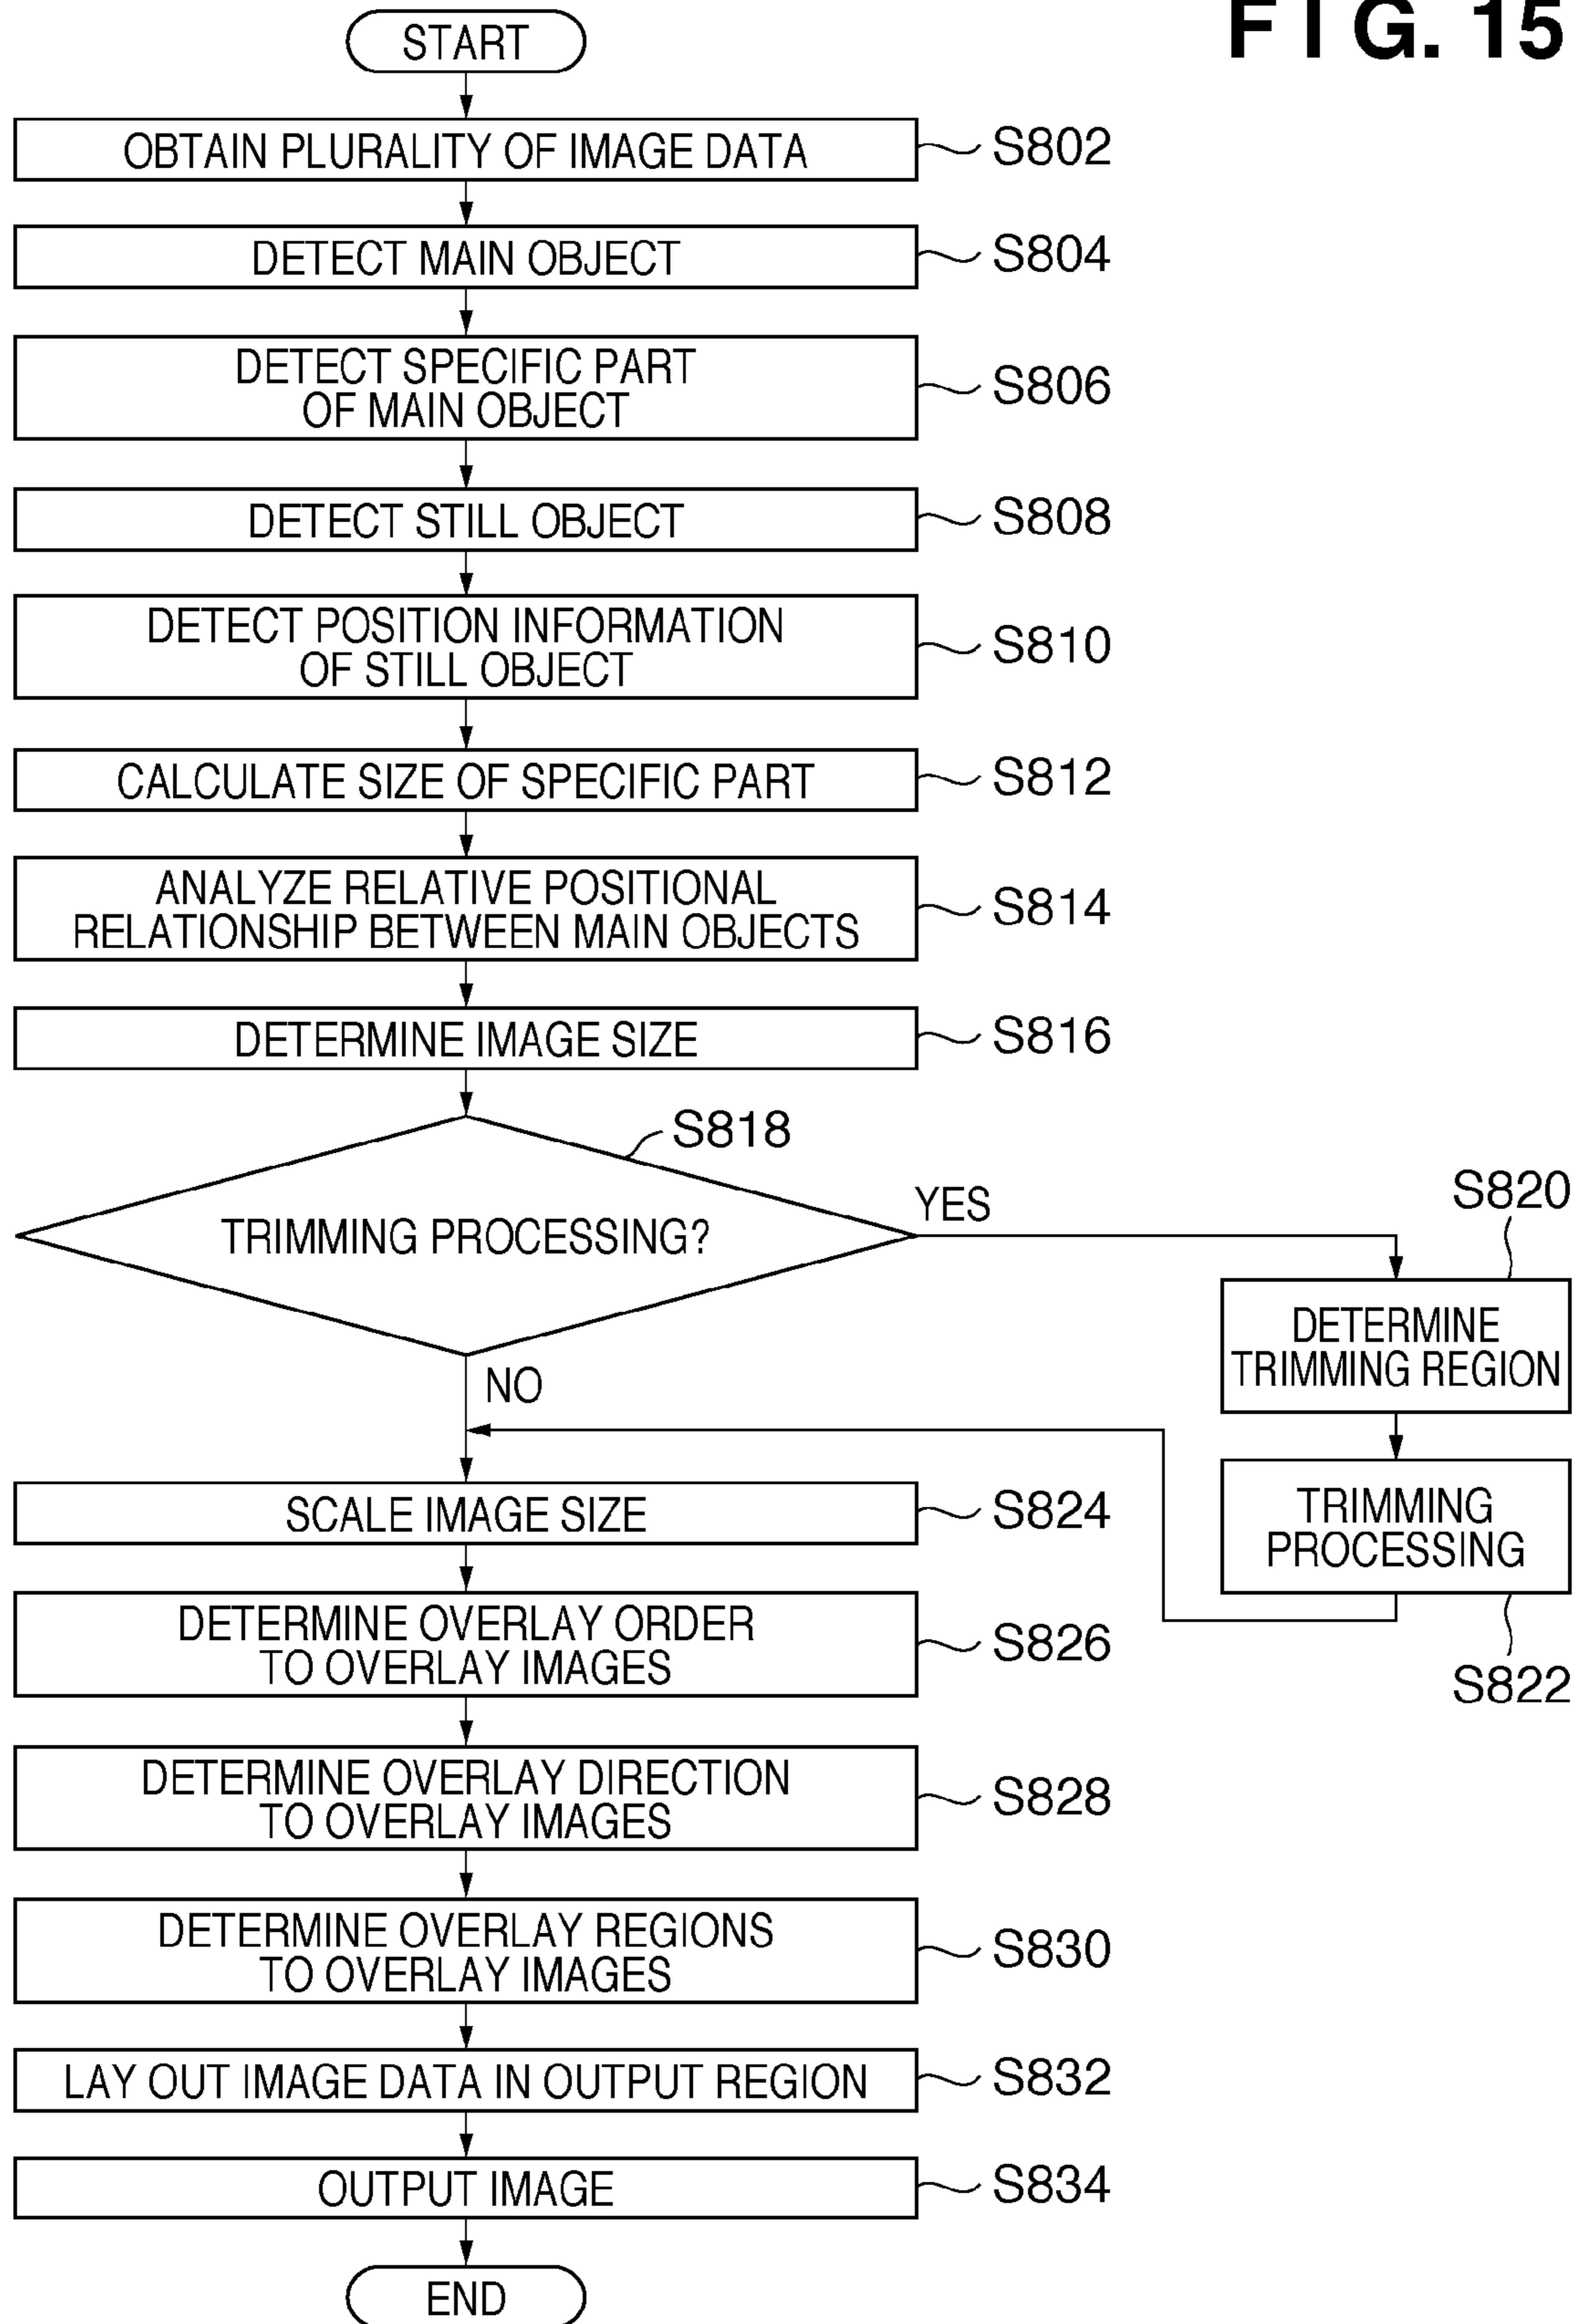 FIG. 15
START
OBTAIN PLURALITY OF IMAGE DATA
S802
DETECT MAIN OBJECT
S804
DETECT SPECIFIC PART
OF MAIN OBJECT
S806
DETECT STILL OBJECT
S808
DETECT POSITION INFORMATION
OF STILL OBJECT
S810
CALCULATE SIZE OF SPECIFIC PART
S812
ANALYZE RELATIVE POSITIONAL
RELATIONSHIP BETWEEN MAIN OBJECTS
S814
DETERMINE IMAGE SIZE
S816
S818
TRIMMING PROCESSING?
YES
S820
DETERMINE
TRIMMING REGION
NO
TRIMMING
PROCESSING
S822
SCALE IMAGE SIZE
S824
DETERMINE OVERLAY ORDER
TO OVERLAY IMAGES
S826
DETERMINE OVERLAY DIRECTION
TO OVERLAY IMAGES
S828
DETERMINE OVERLAY REGIONS
TO OVERLAY IMAGES
S830
LAY OUT IMAGE DATA IN OUTPUT REGION
S832
OUTPUT IMAGE
S834
END